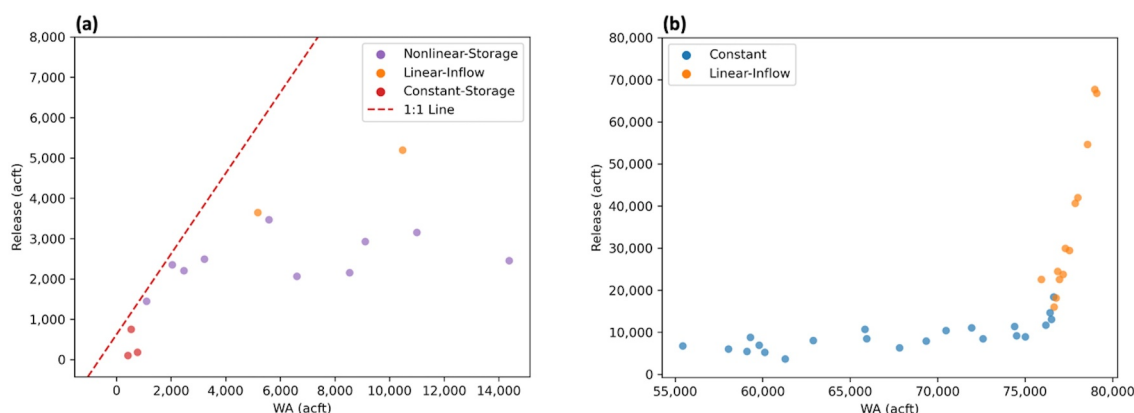 (a)
8,000
7,000
6,000
5,000
4,000
3,000
2,000
1,000
0
Release (acft)
Nonlinear-Storage
Linear-Inflow
Constant-Storage
1:1 Line
0 2,000 4,000 6,000 8,000 10,000 12,000 14,000
WA (acft)
(b)
80,000
70,000
60,000
50,000
40,000
30,000
20,000
10,000
0
Release (acft)
Constant
Linear-Inflow
55,000 60,000 65,000 70,000 75,000 80,000
WA (acft)